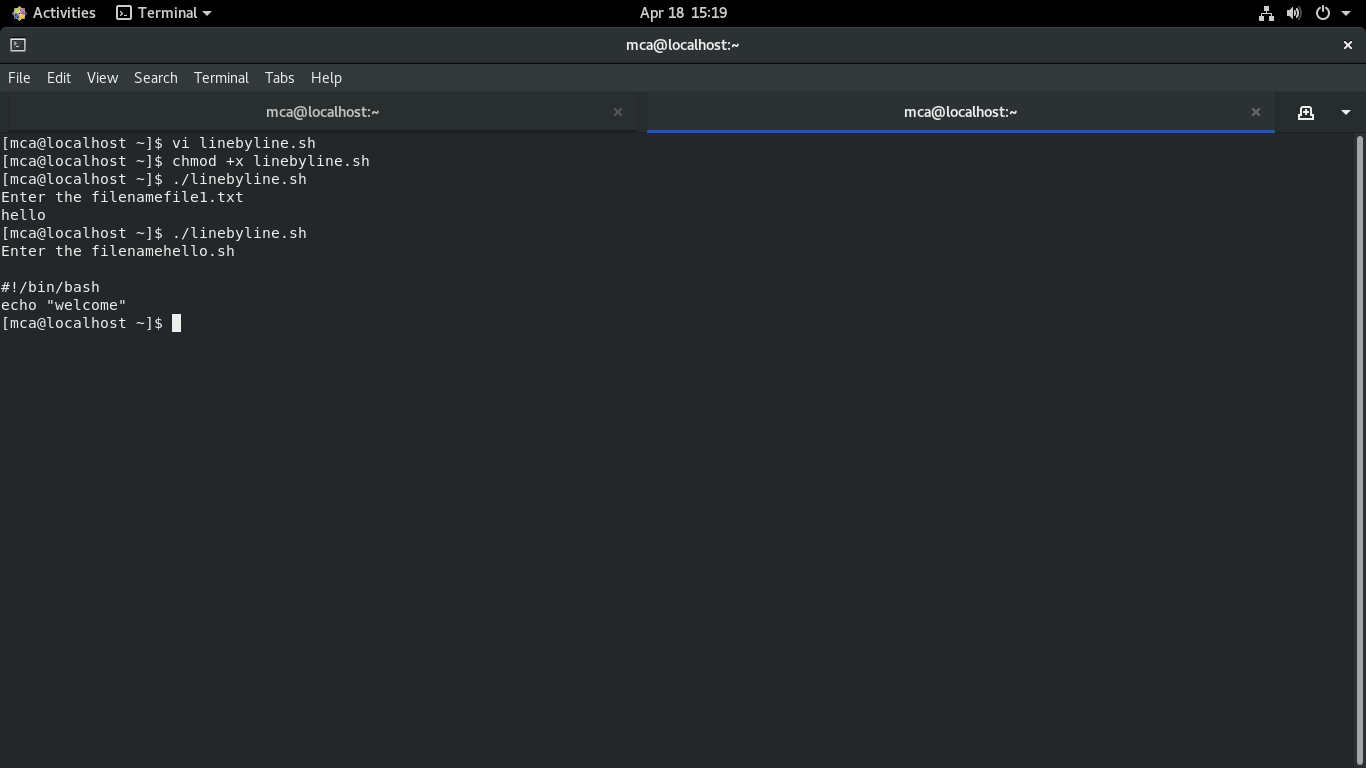 Activities Terminal Apr 18 15:19
mca@localhost:~
File Edit View Search Terminal Tabs Help
mca@localhost:~ mca@localhost:~
[mca@localhost ~]$ vi linebyline.sh
[mca@localhost ~]$ chmod +x linebyline.sh
[mca@localhost ~]$ ./linebyline.sh
Enter the filenamefile1.txt
hello
[mca@localhost ~]$ ./linebyline.sh
Enter the filenamehello.sh
#!/bin/bash
echo "welcome"
[mca@localhost ~]$